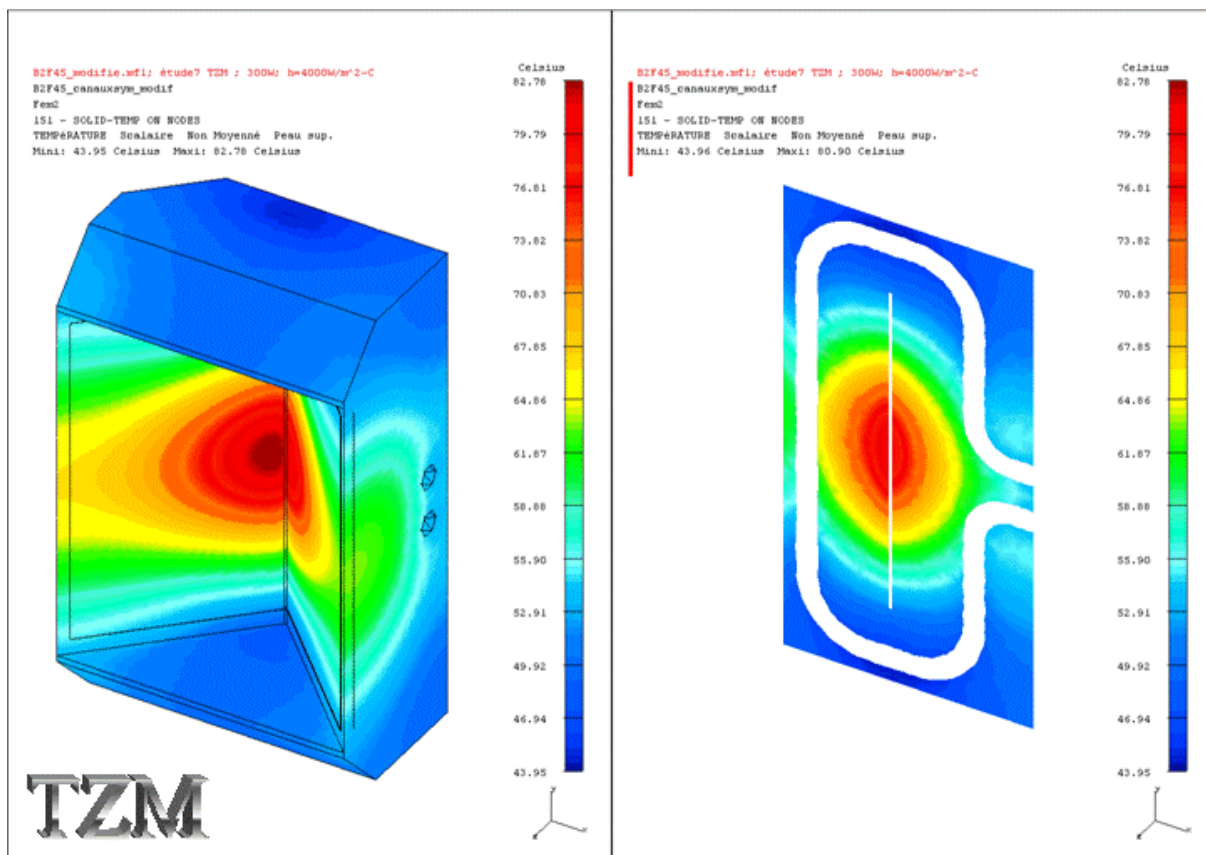 B2F45_modifie.mf1; étude7 TZM ; 300W; h=4000W/m^2-C
B2F45_canauxsym_modif
Fem2
151 - SOLID-TEMP ON NODES
TEMPéRATURE Scalaire Non Moyenné Peau sup.
Mini: 43.95 Celsius Maxi: 82.78 Celsius
Celsius
82.78
79.79
76.81
73.82
70.83
67.85
64.86
61.87
58.88
55.90
52.91
49.92
46.94
43.95
TZM
y
x
z
B2F45_modifie.mf1; étude7 TZM ; 300W; h=4000W/m^2-C
B2F45_canauxsym_modif
Fem2
151 - SOLID-TEMP ON NODES
TEMPéRATURE Scalaire Non Moyenné Peau sup.
Mini: 43.96 Celsius Maxi: 80.90 Celsius
Celsius
82.78
79.79
76.81
73.82
70.83
67.85
64.86
61.87
58.88
55.90
52.91
49.92
46.94
43.95
y
x
z